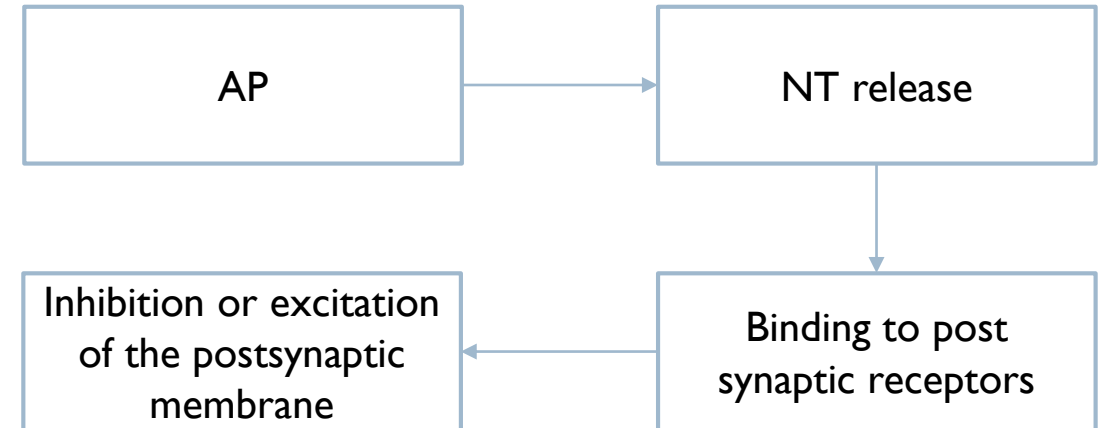 AP
NT release
Inhibition or excitation
of the postsynaptic
membrane
Binding to post
synaptic receptors